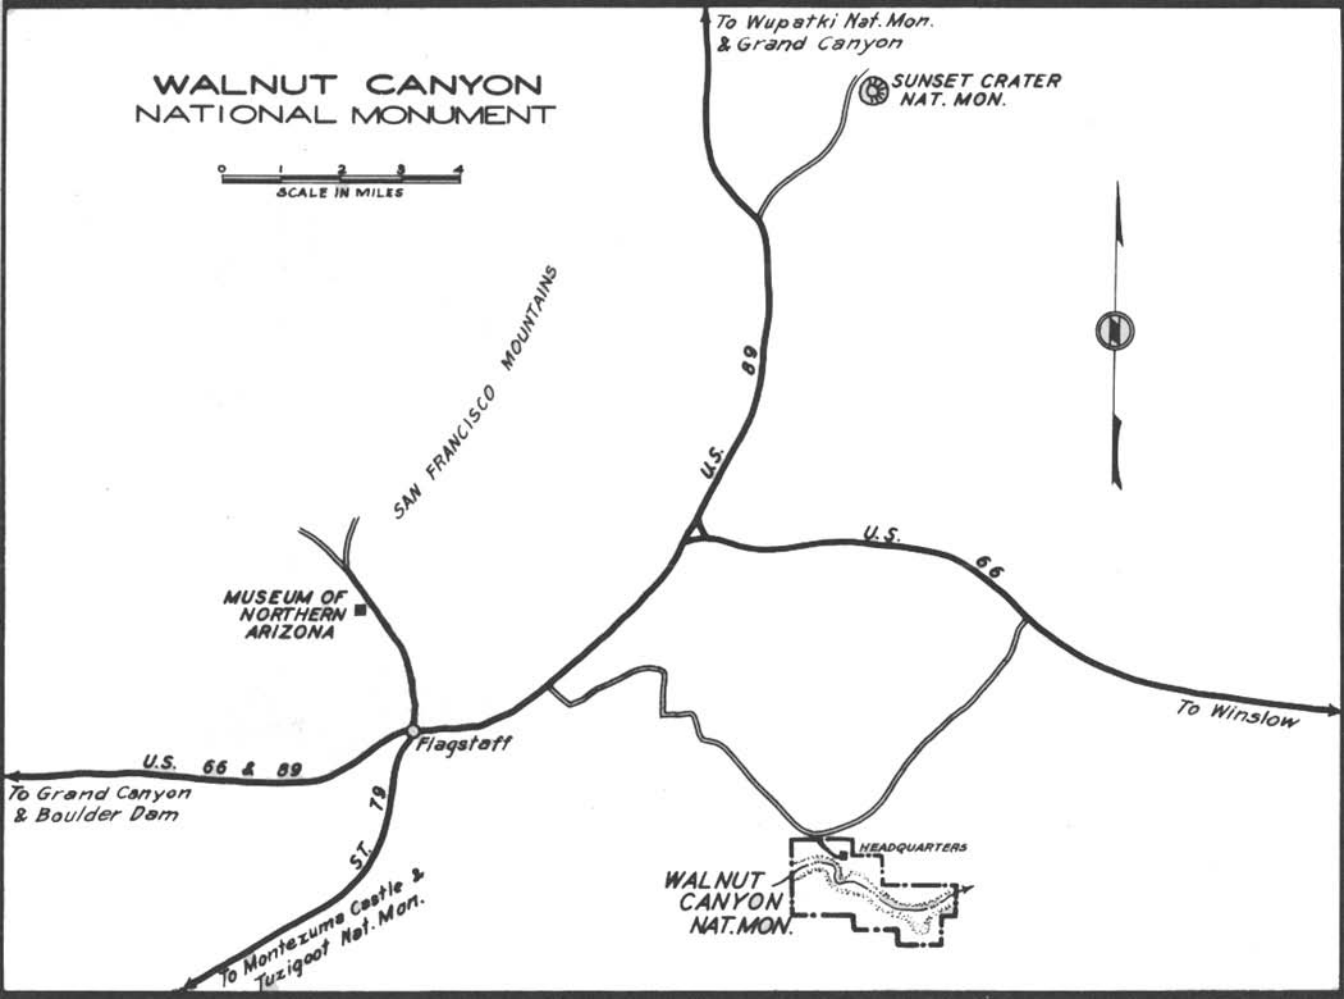 To Wupatki Nat. Mon.
& Grand Canyon
WALNUT CANYON
NATIONAL MONUMENT
SUNSET CRATER
NAT. MON.
0 1 2 3 4
SCALE IN MILES
SAN FRANCISCO MOUNTAINS
N
U.S. 89
U.S. 66
MUSEUM OF
NORTHERN
ARIZONA
To Winslow
Flagstaff
U.S. 66 & 89
To Grand Canyon
& Boulder Dam
ST. 79
To Montezuma Castle &
Tuzigoot Nat. Mon.
HEADQUARTERS
WALNUT
CANYON
NAT. MON.